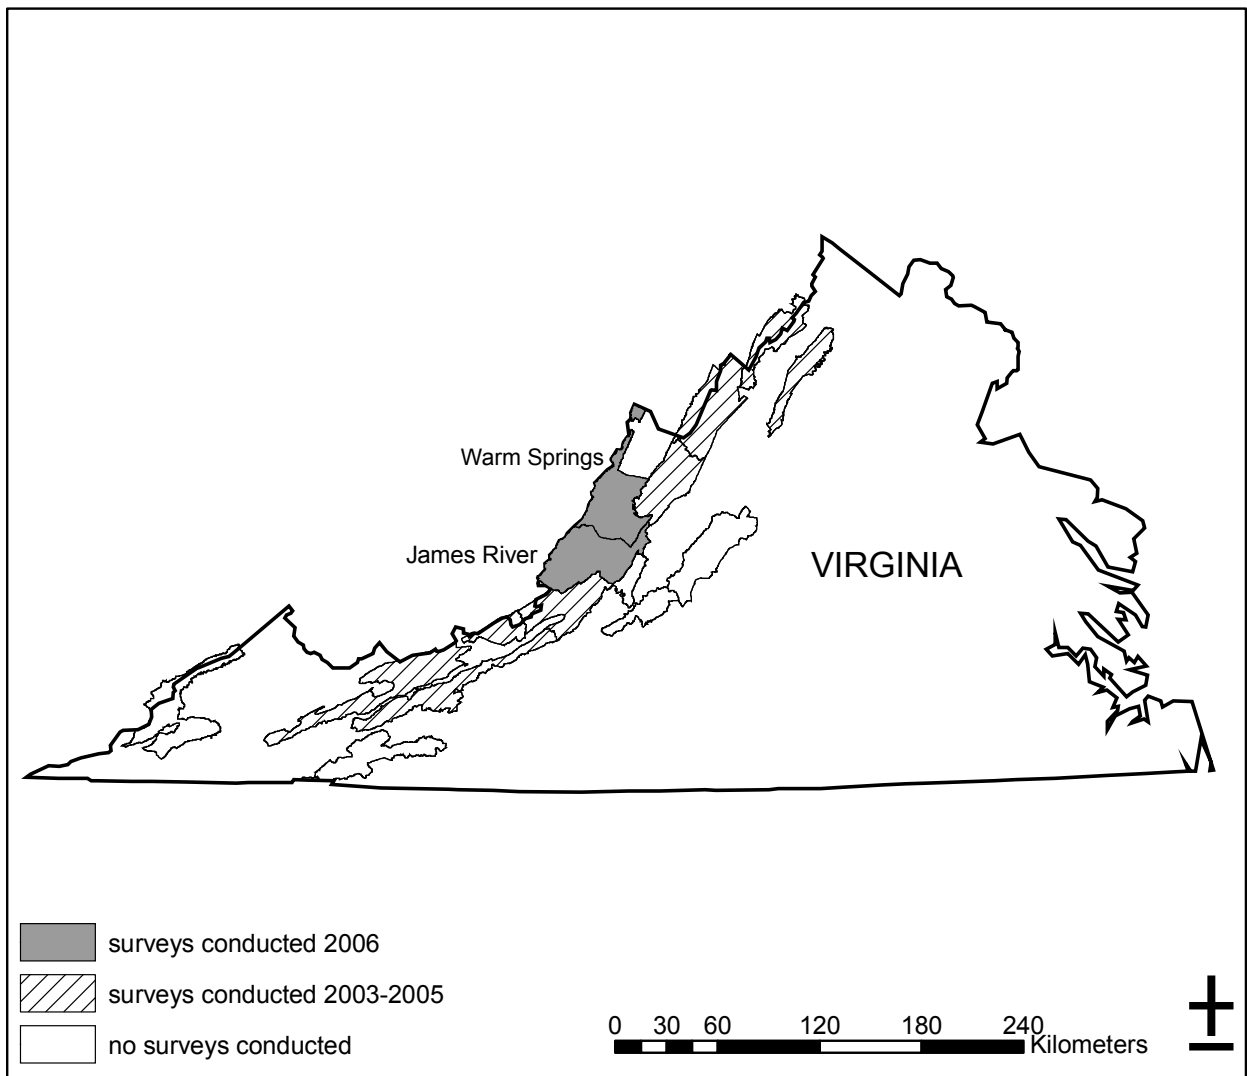 Warm Springs
James River
VIRGINIA
surveys conducted 2006
surveys conducted 2003-2005
no surveys conducted
0 30 60 120 180 240
Kilometers